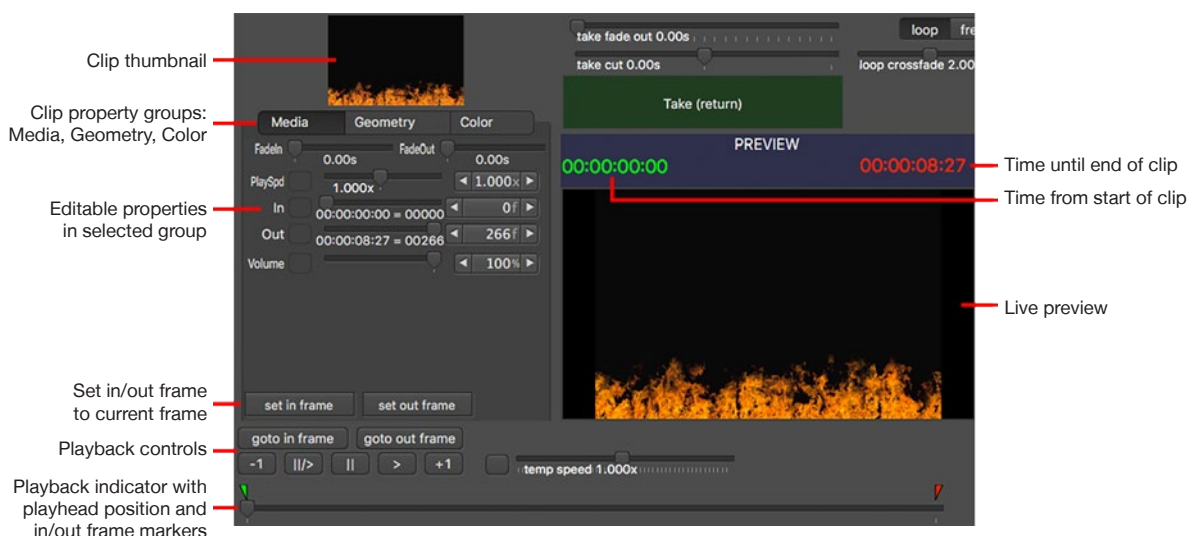 Clip thumbnail
Clip property groups:
Media, Geometry, Color
Editable properties
in selected group
Set in/out frame
to current frame
Playback controls
Playback indicator with
playhead position and
in/out frame markers
Media Geometry Color
FadeIn 0.00s FadeOut 0.00s
PlaySpd 1.000x 1.000x
In 00:00:00:00 = 00000 0f
Out 00:00:08:27 = 00266 266f
Volume 100%
set in frame set out frame
goto in frame goto out frame
-1 ||/> || > +1
temp speed 1.000x
take fade out 0.00s
take cut 0.00s
loop fre
loop crossfade 2.00
Take (return)
PREVIEW
00:00:00:00 00:00:08:27
Time until end of clip
Time from start of clip
Live preview